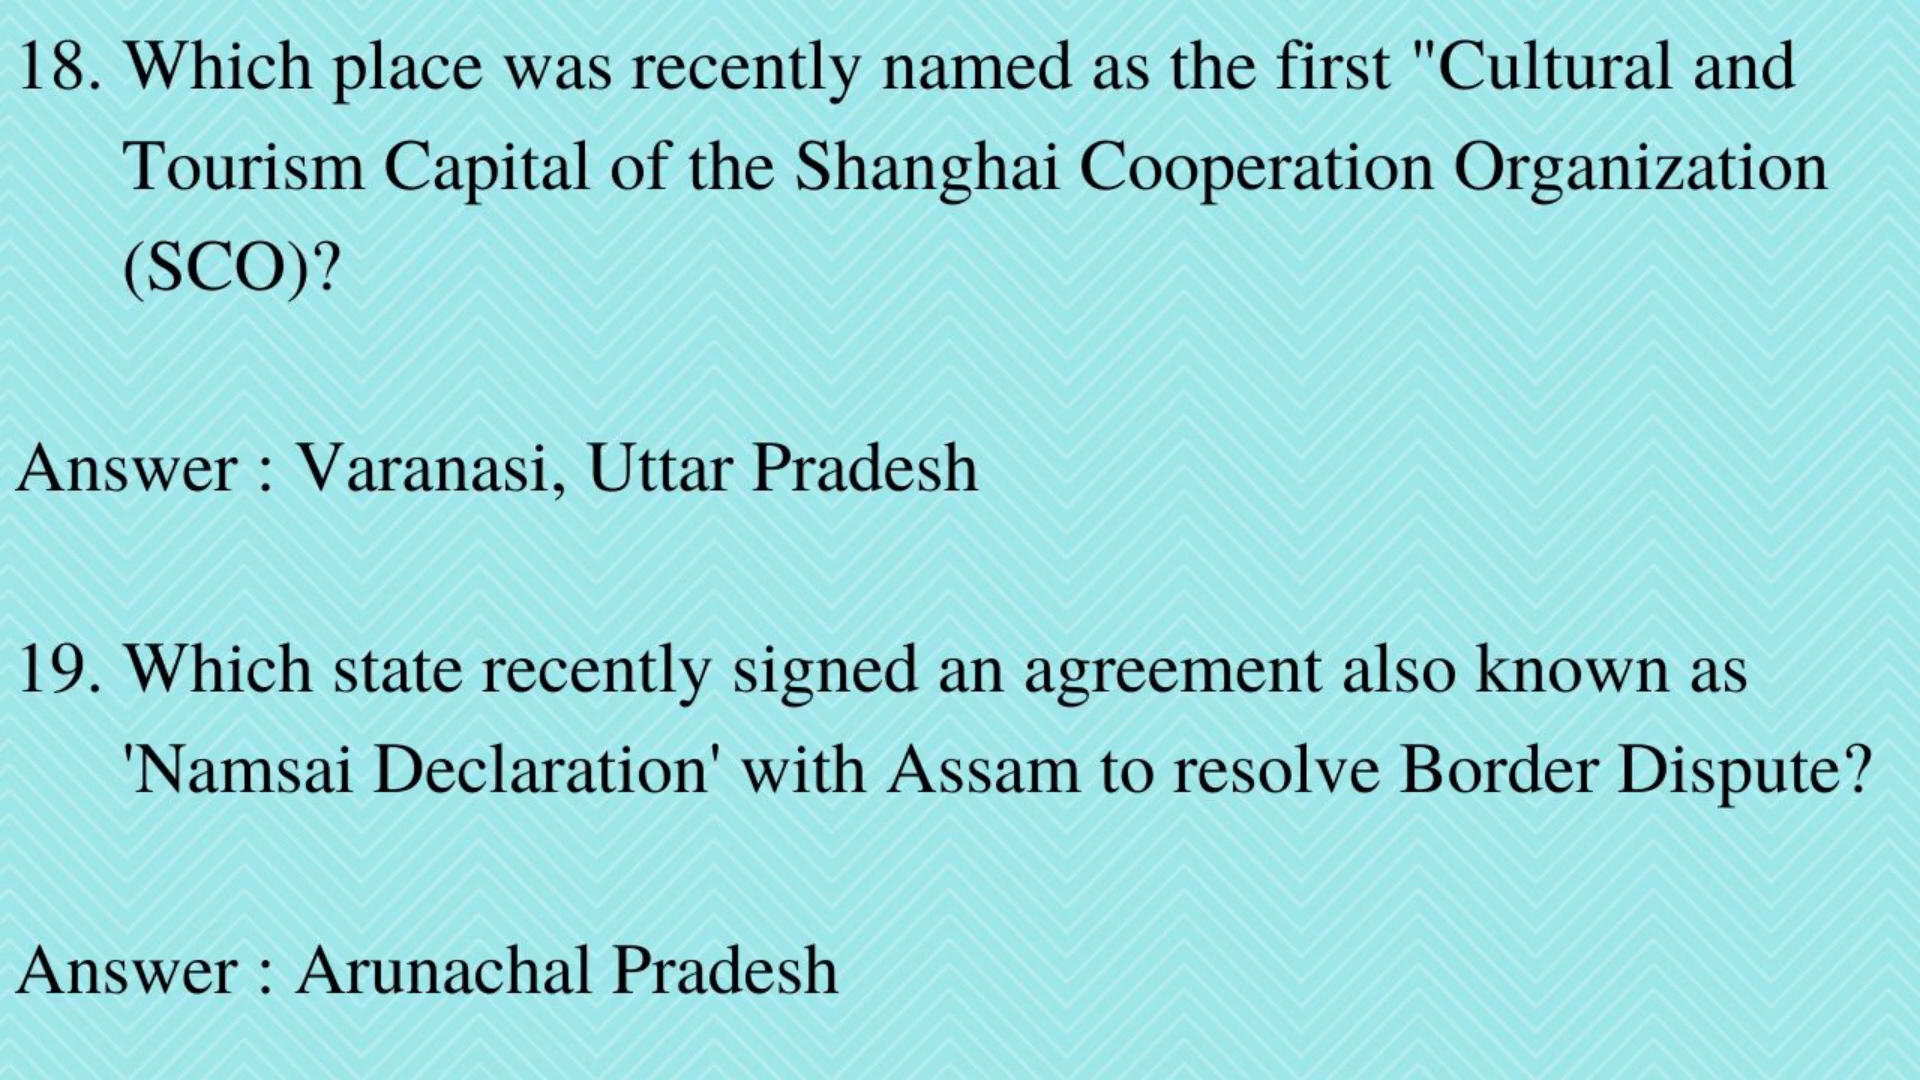 18. Which place was recently named as the first "Cultural and
Tourism Capital of the Shanghai Cooperation Organization
(SCO)?
Answer : Varanasi, Uttar Pradesh
19. Which state recently signed an agreement also known as
'Namsai Declaration' with Assam to resolve Border Dispute?
Answer : Arunachal Pradesh